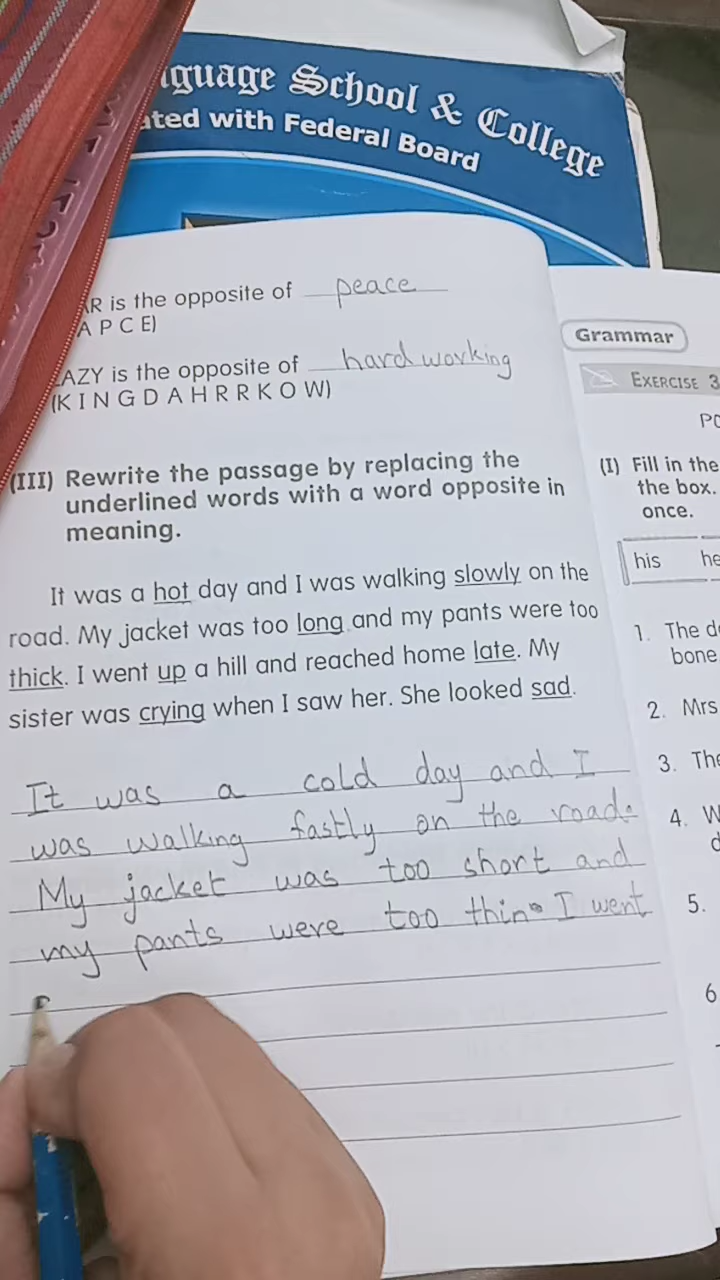 guage School & College
ated with Federal Board
R is the opposite of peace
A P C E)
AZY is the opposite of hardworking
(K I N G D A H R R K O W)
(III) Rewrite the passage by replacing the
underlined words with a word opposite in
meaning.
It was a hot day and I was walking slowly on the
road. My jacket was too long and my pants were too
thick. I went up a hill and reached home late. My
sister was crying when I saw her. She looked sad.
It was a cold day and I
was walking fastly on the road.
My jacket was too short and
my pants were too thin. I went
Grammar
EXERCISE 3
PO
(I) Fill in the
the box.
once.
his he
1. The d
bone
2. Mrs
3. The
4. W
d
5.
6